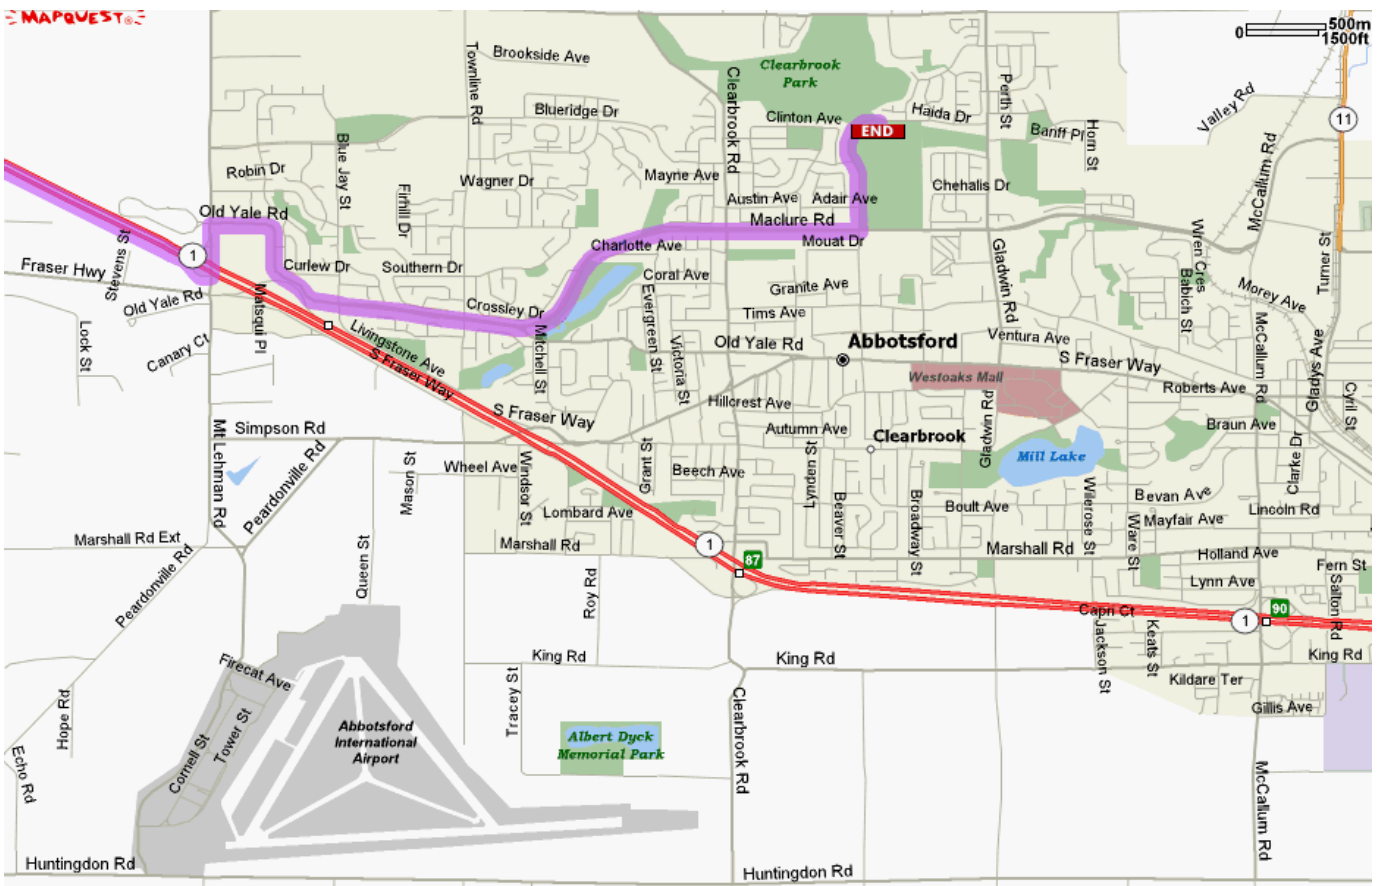 MAPQUEST
0
500m
1500ft
Brookside Ave
Townline Rd
Clearbrook
Park
Clearbrook Rd
Blueridge Dr
Clinton Ave
END
Haida Dr
Perth St
Banff Pl
Horn St
Valley Rd
11
McCallum Rd
Blue Jay St
Robin Dr
Firhill Dr
Wagner Dr
Mayne Ave
Austin Ave
Adair Ave
Chehalis Dr
Old Yale Rd
Maclure Rd
Mouat Dr
Charlotte Ave
Stevens St
1
Fraser Hwy
Curlew Dr
Southern Dr
Coral Ave
Granite Ave
Gladwin Rd
Wren Cres
Babich St
Morey Ave
Turner St
Old Yale Rd
Matsqui Pl
Crossley Dr
Evergreen St
Tims Ave
Lock St
Canary Ct
Livingstone Ave
S Fraser Way
Mitchell St
Victoria St
Old Yale Rd
Abbotsford
Ventura Ave
S Fraser Way
McCallum Rd
Gladys Ave
Westoaks Mall
Roberts Ave
Cyril St
Hillcrest Ave
Gladwin Rd
S Fraser Way
Simpson Rd
Mt Lehman Rd
Peardonville Rd
Autumn Ave
Clearbrook
Braun Ave
Mason St
Wheel Ave
Windsor St
Grant St
Beech Ave
Lynden St
Mill Lake
Clarke Dr
Beaver St
Broadway St
Boult Ave
Wilerose St
Bevan Ave
Ware St
Mayfair Ave
Lincoln Rd
Lombard Ave
Marshall Rd Ext
Marshall Rd
1
87
Marshall Rd
Holland Ave
Fern St
Peardonville Rd
Queen St
Roy Rd
Lynn Ave
Salton Rd
Capri Ct
1
90
Jackson St
Keats St
King Rd
King Rd
King Rd
Firecat Ave
Tracey St
Kildare Ter
Gillis Ave
Hope Rd
Cornell St
Tower St
Abbotsford
International
Airport
Albert Dyck
Memorial Park
Clearbrook Rd
Echo Rd
McCallum Rd
Huntingdon Rd
Huntingdon Rd